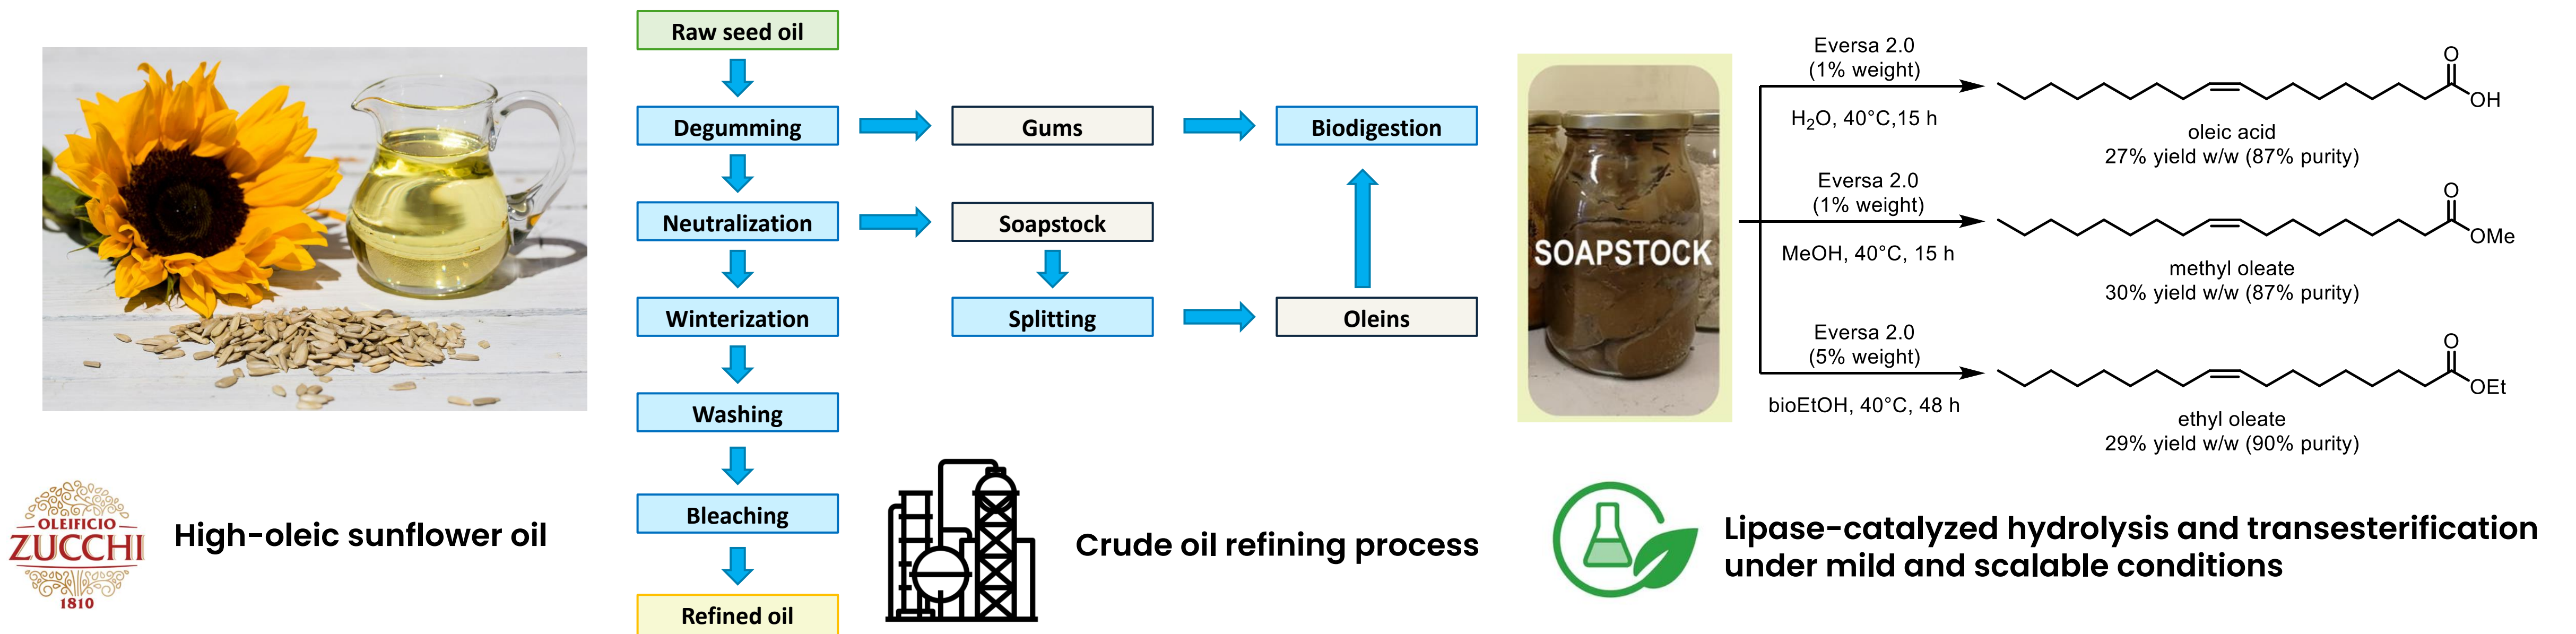 OLEIFICIO
ZUCCHI
1810
High-oleic sunflower oil
Raw seed oil
Degumming
Gums
Biodigestion
Neutralization
Soapstock
Winterization
Splitting
Oleins
Washing
Bleaching
Refined oil
Crude oil refining process
SOAPSTOCK
Eversa 2.0
(1% weight)
H₂O, 40°C,15 h
O
OH
oleic acid
27% yield w/w (87% purity)
Eversa 2.0
(1% weight)
MeOH, 40°C, 15 h
O
OMe
methyl oleate
30% yield w/w (87% purity)
Eversa 2.0
(5% weight)
bioEtOH, 40°C, 48 h
O
OEt
ethyl oleate
29% yield w/w (90% purity)
Lipase-catalyzed hydrolysis and transesterification
under mild and scalable conditions